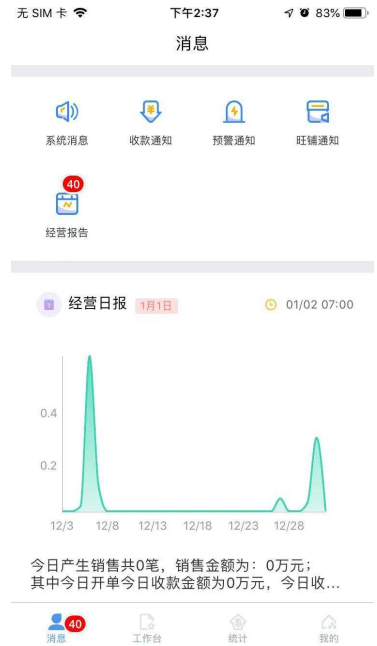 无 SIM 卡
下午2:37
83%
消息
系统消息
收款通知
预警通知
旺铺通知
40
经营报告
经营日报
1月1日
01/02 07:00
0.4
0.2
12/3
12/8
12/13
12/18
12/23
12/28
今日产生销售共0笔，销售金额为：0万元；
其中今日开单今日收款金额为0万元，今日收...
40
消息
工作台
统计
我的